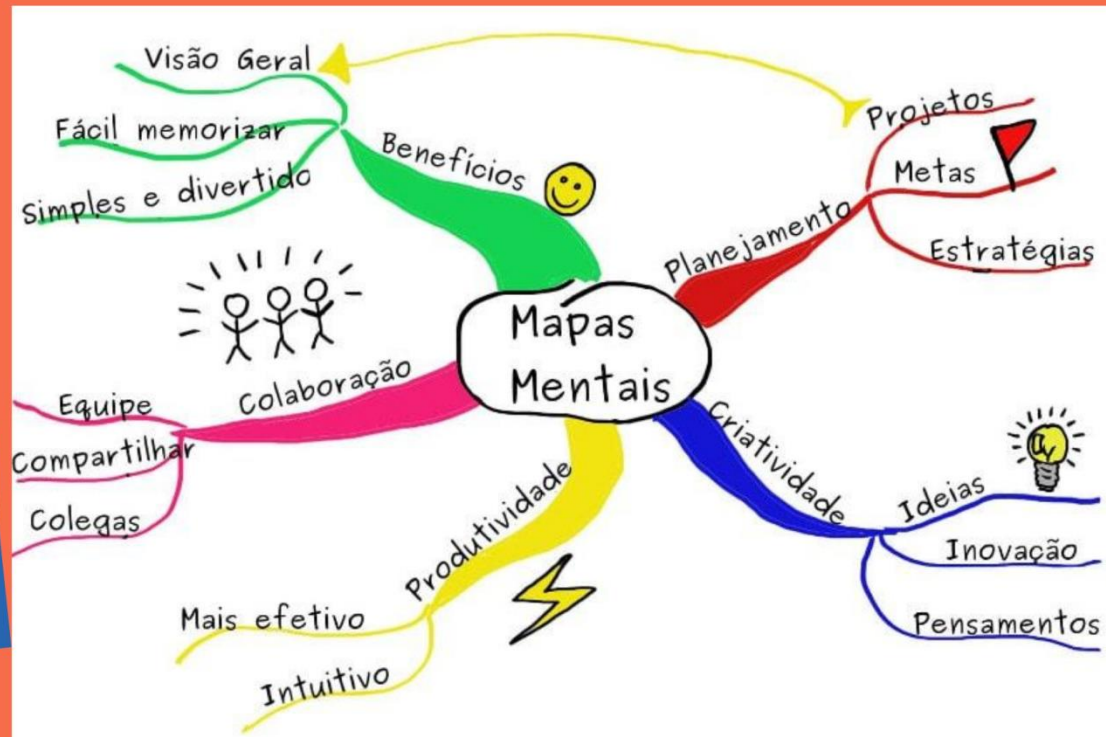 Mapas
Mentais
Benefícios
Visão Geral
Fácil memorizar
Simples e divertido
Planejamento
Projetos
Metas
Estratégias
Criatividade
Ideias
Inovação
Pensamentos
Produtividade
Mais efetivo
Intuitivo
Colaboração
Equipe
Compartilhar
Colegas